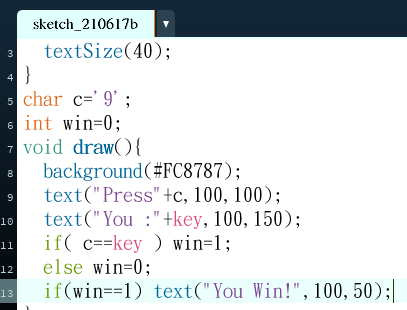 sketch_210617b ▼
3 textSize(40);
4 }
5 char c='9';
6 int win=0;
7 void draw(){
8 background(#FC8787);
9 text("Press"+c,100,100);
10 text("You :"+key,100,150);
11 if( c==key ) win=1;
12 else win=0;
13 if(win==1) text("You Win!",100,50);